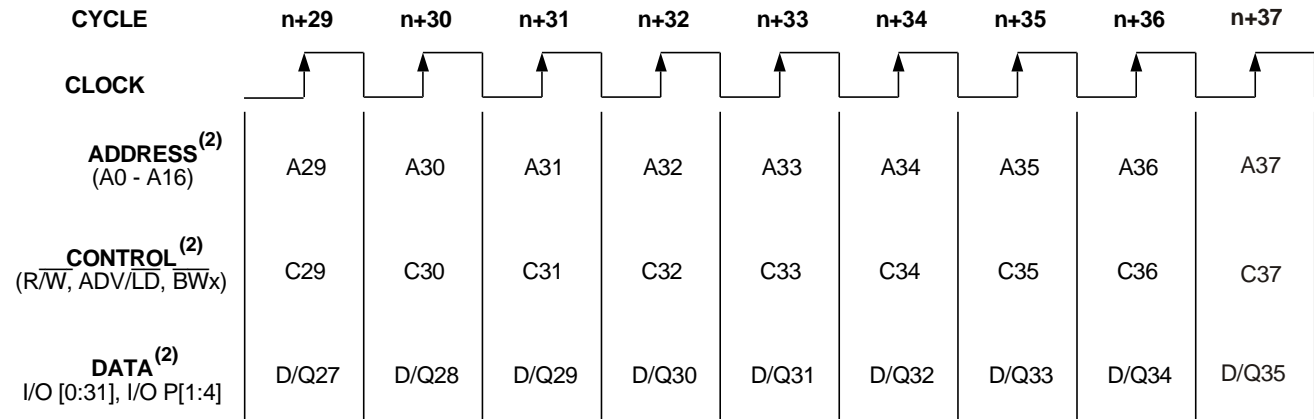 CYCLE n+29 n+30 n+31 n+32 n+33 n+34 n+35 n+36 n+37
CLOCK
ADDRESS(2)
(A0 - A16) A29 A30 A31 A32 A33 A34 A35 A36 A37
CONTROL(2)
(R/W̅, ADV/L̅D̅, B̅W̅x) C29 C30 C31 C32 C33 C34 C35 C36 C37
DATA(2)
I/O [0:31], I/O P[1:4] D/Q27 D/Q28 D/Q29 D/Q30 D/Q31 D/Q32 D/Q33 D/Q34 D/Q35